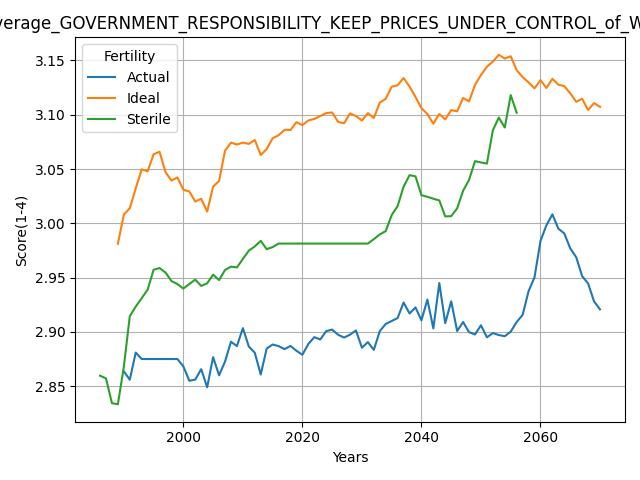 verage_GOVERNMENT_RESPONSIBILITY_KEEP_PRICES_UNDER_CONTROL_of_W
Fertility
Actual
Ideal
Sterile
Score(1-4)
3.15
3.10
3.05
3.00
2.95
2.90
2.85
2000
2020
2040
2060
Years